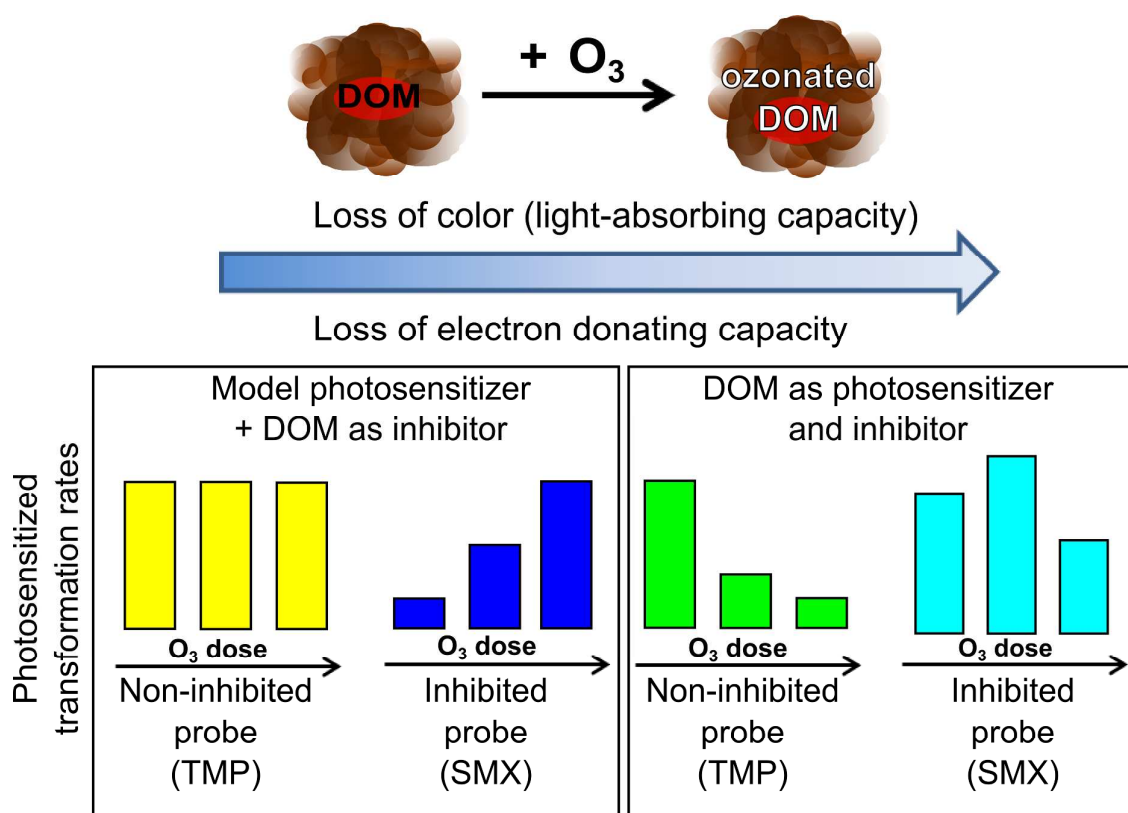 DOM
+ O₃
ozonated
DOM
Loss of color (light-absorbing capacity)
Loss of electron donating capacity
Photosensitized
transformation rates
Model photosensitizer
+ DOM as inhibitor
O₃ dose
Non-inhibited
probe
(TMP)
O₃ dose
Inhibited
probe
(SMX)
DOM as photosensitizer
and inhibitor
O₃ dose
Non-inhibited
probe
(TMP)
O₃ dose
Inhibited
probe
(SMX)